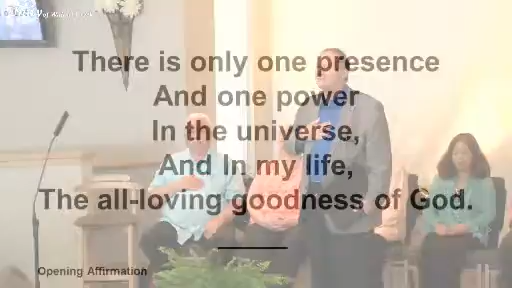 There is only one presence
And one power
In the universe,
And In my life,
The all-loving goodness of God.
Opening Affirmation